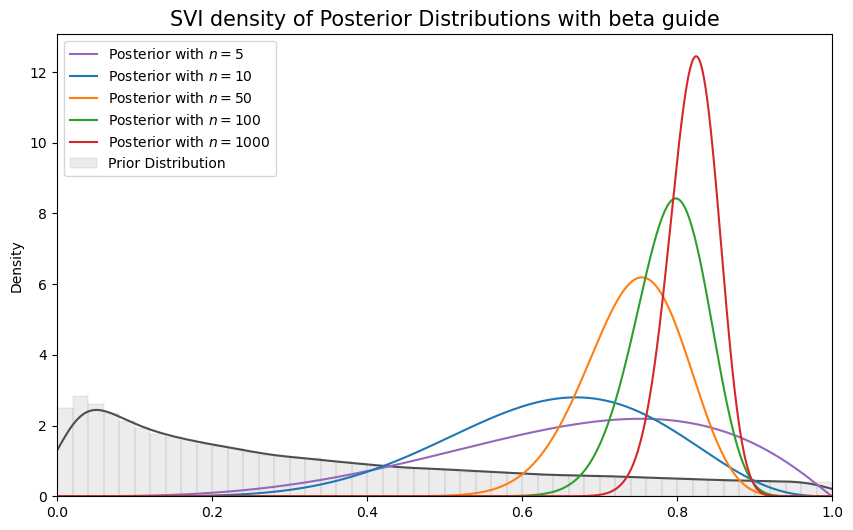 SVI density of Posterior Distributions with beta guide
Posterior with n = 5
Posterior with n = 10
Posterior with n = 50
Posterior with n = 100
Posterior with n = 1000
Prior Distribution
Density
12
10
8
6
4
2
0
0.0 0.2 0.4 0.6 0.8 1.0